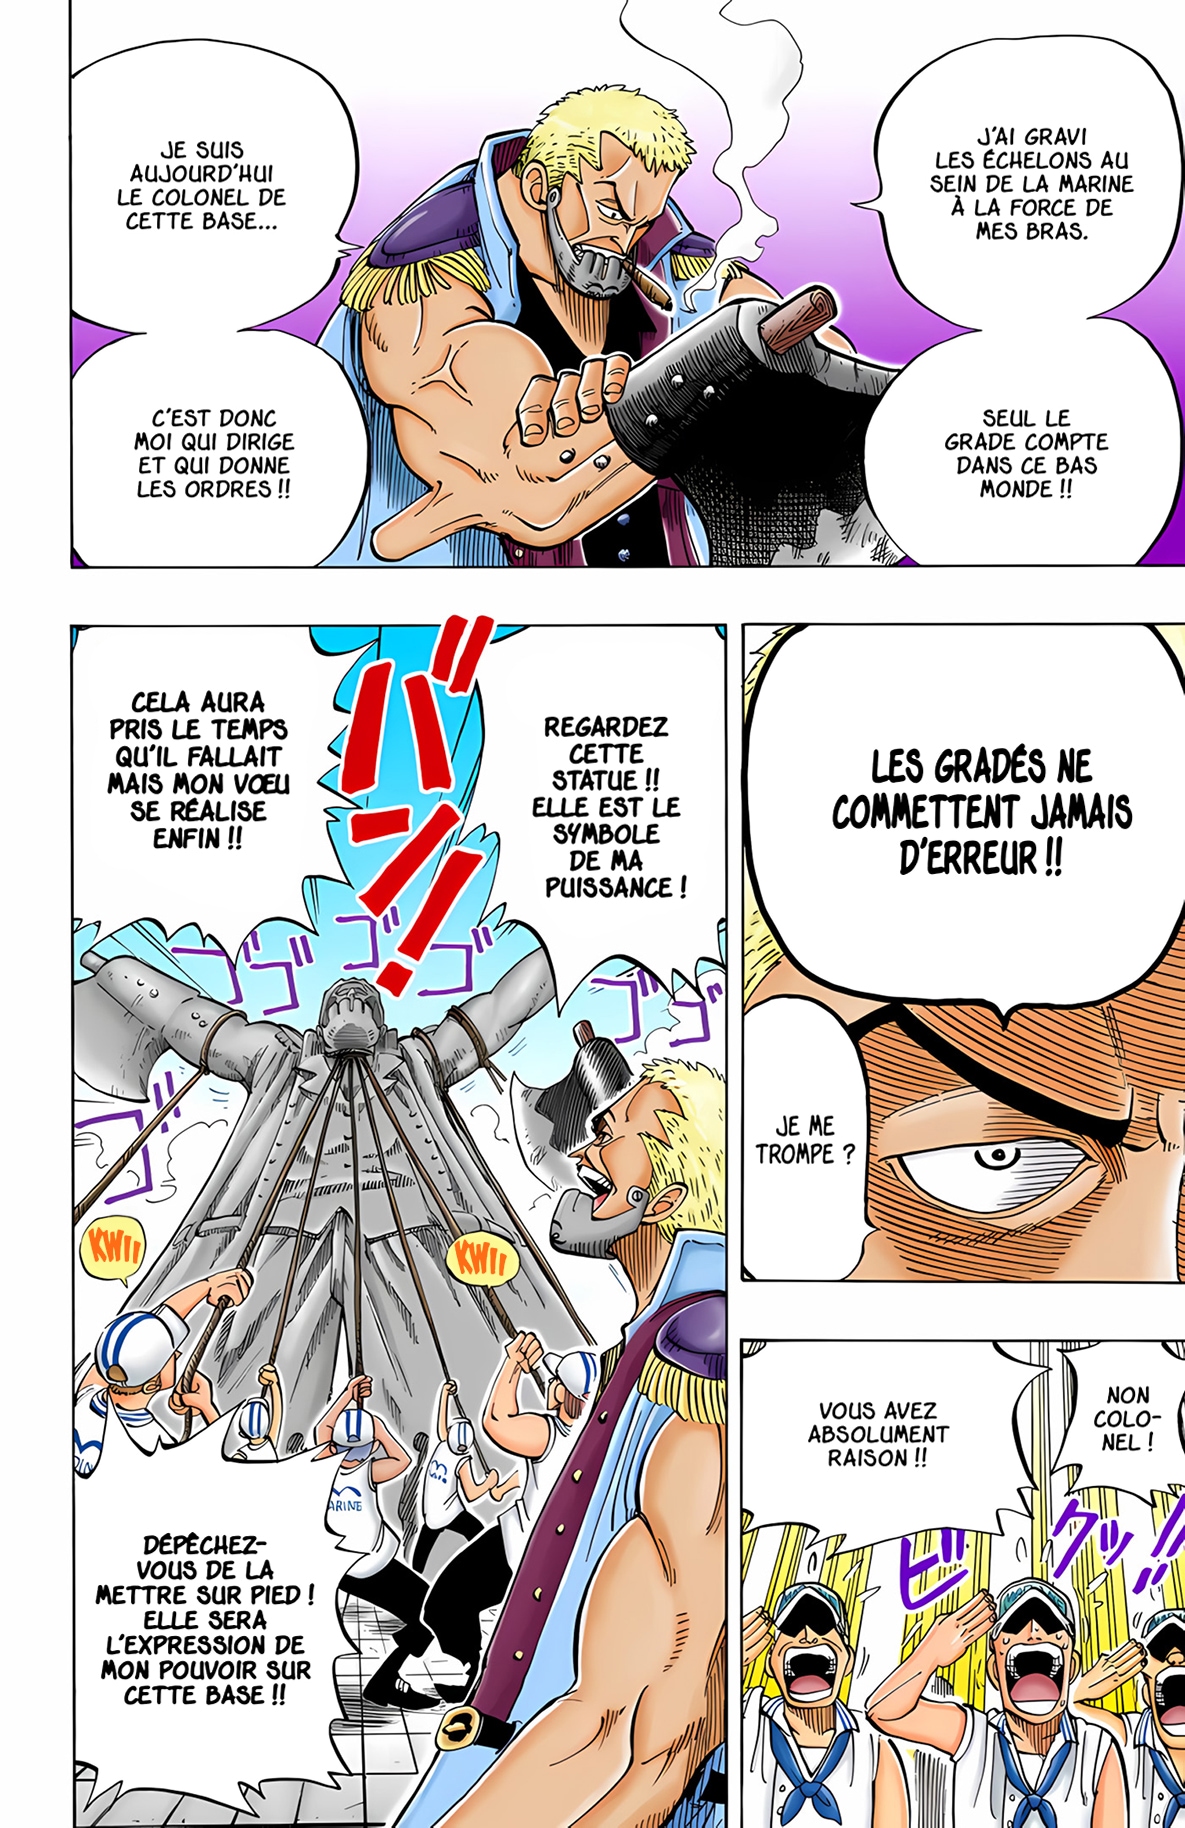 J'AI GRAVI
LES ÉCHELONS AU
SEIN DE LA MARINE
À LA FORCE DE
MES BRAS.
SEUL LE
GRADE COMPTE
DANS CE BAS
MONDE !!
JE SUIS
AUJOURD'HUI
LE COLONEL DE
CETTE BASE...
C'EST DONC
MOI QUI DIRIGE
ET QUI DONNE
LES ORDRES !!
LES GRADÉS NE
COMMETTENT JAMAIS
D'ERREUR !!
JE ME
TROMPE ?
NON
COLO-
NEL !
VOUS AVEZ
ABSOLUMENT
RAISON !!
ビクッ!!
REGARDEZ
CETTE
STATUE !!
ELLE EST LE
SYMBOLE
DE MA
PUISSANCE !
バン!
CELA AURA
PRIS LE TEMPS
QU'IL FALLAIT
MAIS MON VŒU
SE RÉALISE
ENFIN !!
ゴゴゴゴ
ゴゴ
ゴゴ
KWII
KWII
MARINE
DÉPÊCHEZ-
VOUS DE LA
METTRE SUR PIED !
ELLE SERA
L'EXPRESSION DE
MON POUVOIR SUR
CETTE BASE !!